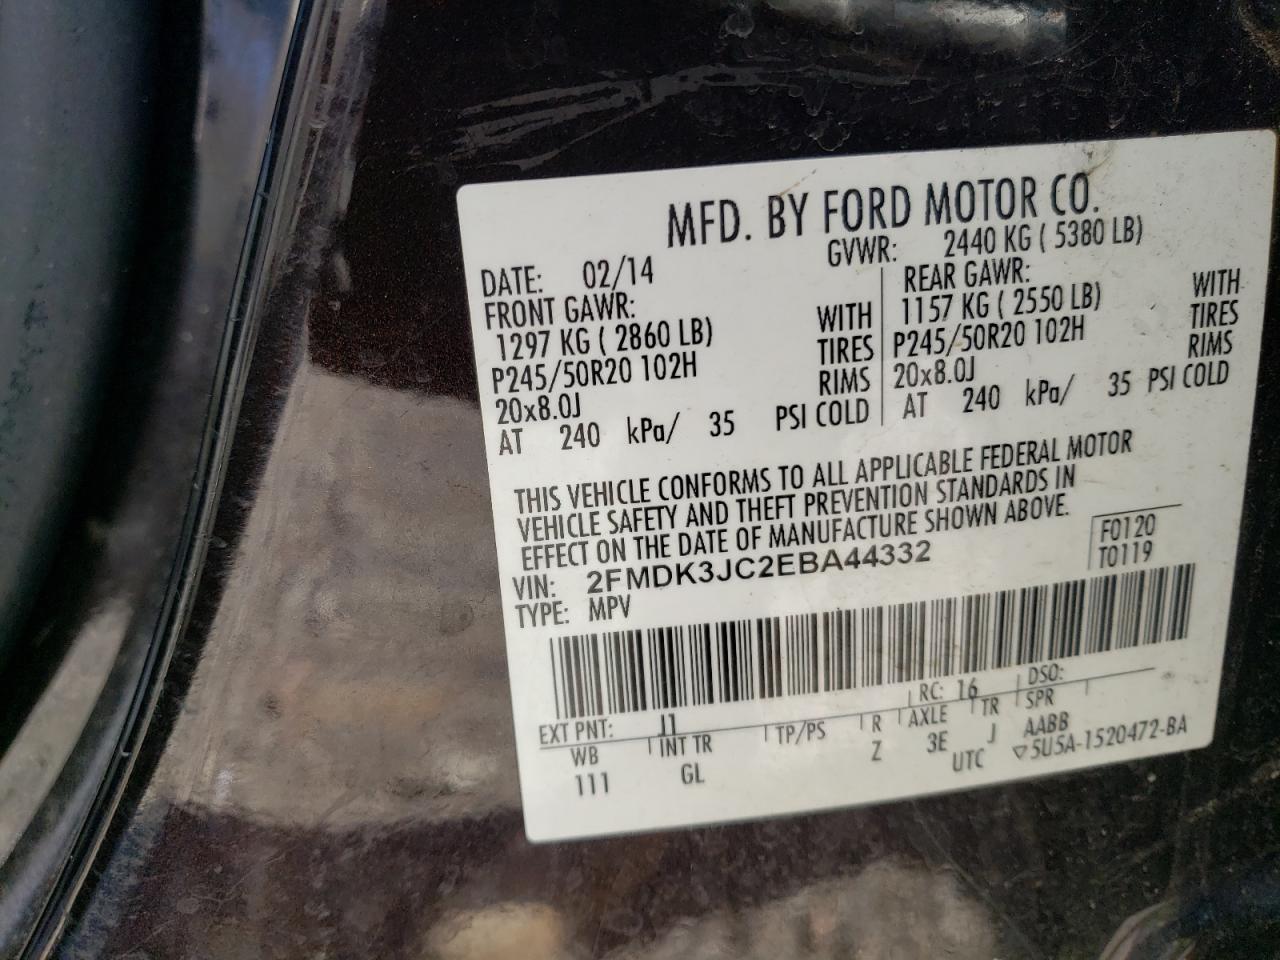 MFD. BY FORD MOTOR CO.
DATE: 02/14 GVWR: 2440 KG ( 5380 LB)
FRONT GAWR: REAR GAWR:
1297 KG ( 2860 LB) WITH 1157 KG ( 2550 LB) WITH
P245/50R20 102H TIRES P245/50R20 102H TIRES
20x8.0J RIMS 20x8.0J RIMS
AT 240 kPa/ 35 PSI COLD AT 240 kPa/ 35 PSI COLD
THIS VEHICLE CONFORMS TO ALL APPLICABLE FEDERAL MOTOR
VEHICLE SAFETY AND THEFT PREVENTION STANDARDS IN
EFFECT ON THE DATE OF MANUFACTURE SHOWN ABOVE.
VIN: 2FMDK3JC2EBA44332 F0120
TYPE: MPV T0119
EXT PNT: J1 RC: 16 DSO:
WB INT TR TP/PS R AXLE TR SPR
111 GL Z 3E J AABB
UTC ▽5U5A-1520472-BA